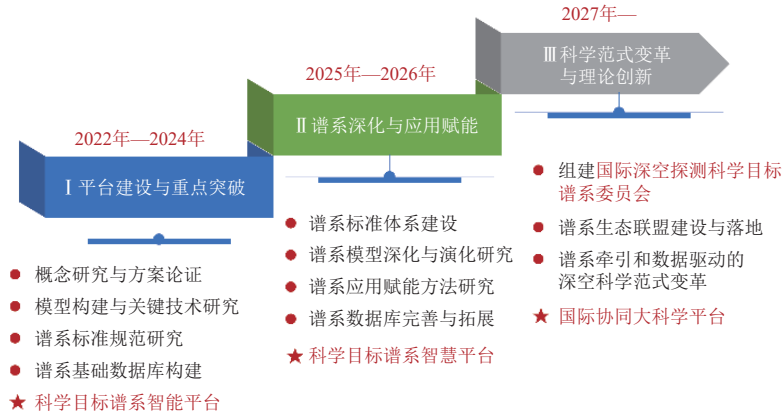 2022年—2024年
Ⅰ 平台建设与重点突破
概念研究与方案论证
模型构建与关键技术研究
谱系标准规范研究
谱系基础数据库构建
科学目标谱系智能平台
2025年—2026年
Ⅱ 谱系深化与应用赋能
谱系标准体系建设
谱系模型深化与演化研究
谱系应用赋能方法研究
谱系数据库完善与拓展
科学目标谱系智慧平台
2027年—
Ⅲ 科学范式变革
与理论创新
组建国际深空探测科学目标
谱系委员会
谱系生态联盟建设与落地
谱系牵引和数据驱动的
深空科学范式变革
国际协同大科学平台